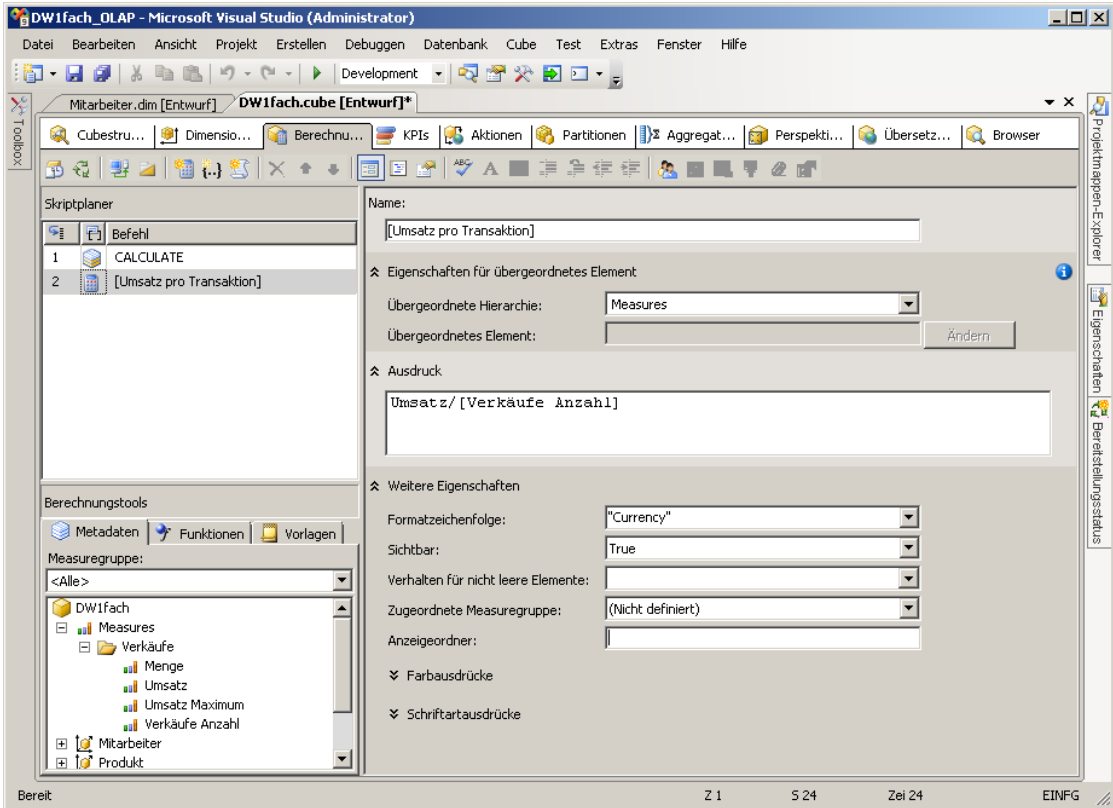 DW1fach_OLAP - Microsoft Visual Studio (Administrator)
Datei Bearbeiten Ansicht Projekt Erstellen Debuggen Datenbank Cube Test Extras Fenster Hilfe
Development
Mitarbeiter.dim [Entwurf] DW1fach.cube [Entwurf]*
Cubestru... Dimensio... Berechnu... KPIs Aktionen Partitionen Aggregat... Perspekti... Übersetz... Browser
Toolbox
Projektmappen-Explorer
Eigenschaften
Bereitstellungsstatus
Skriptplaner
Befehl
1 CALCULATE
2 [Umsatz pro Transaktion]
Name:
[Umsatz pro Transaktion]
Eigenschaften für übergeordnetes Element
Übergeordnete Hierarchie: Measures
Übergeordnetes Element: Ändern
Ausdruck
Umsatz/[Verkäufe Anzahl]
Weitere Eigenschaften
Formatzeichenfolge: "Currency"
Sichtbar: True
Verhalten für nicht leere Elemente:
Zugeordnete Measuregruppe: (Nicht definiert)
Anzeigeordner:
Farbausdrücke
Schriftartausdrücke
Berechnungstools
Metadaten Funktionen Vorlagen
Measuregruppe:
<Alle>
DW1fach
Measures
Verkäufe
Menge
Umsatz
Umsatz Maximum
Verkäufe Anzahl
Mitarbeiter
Produkt
Bereit Z 1 S 24 Zei 24 EINFG